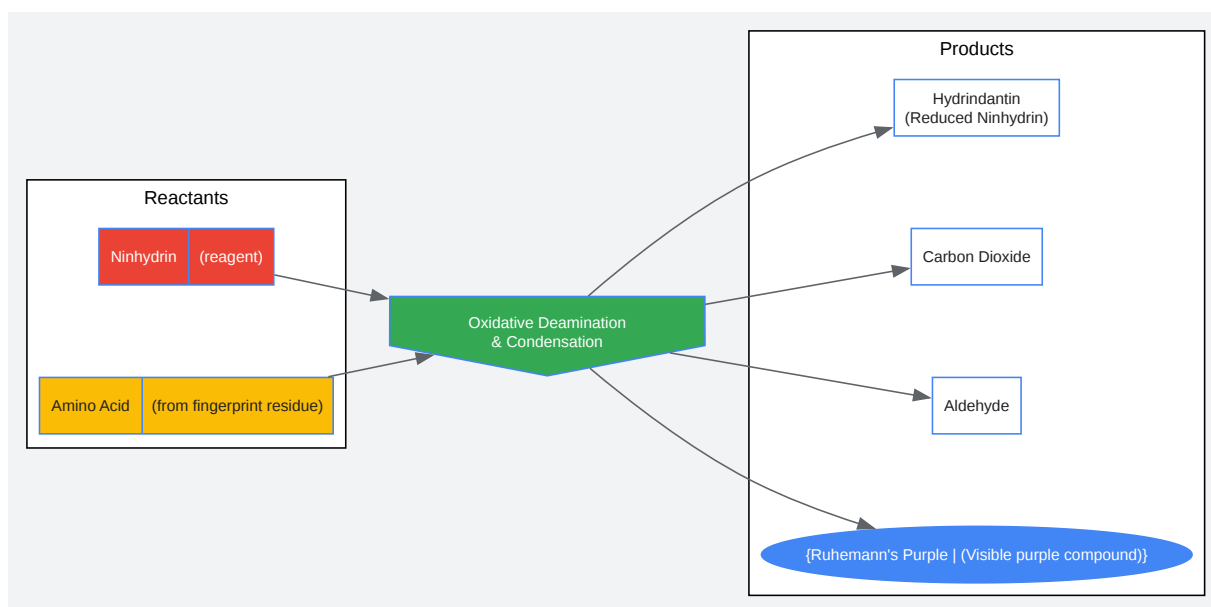 Reactants
Ninhydrin (reagent)
Amino Acid (from fingerprint residue)
Oxidative Deamination
& Condensation
Products
Hydrindantin
(Reduced Ninhydrin)
Carbon Dioxide
Aldehyde
{Ruhemann's Purple | (Visible purple compound)}